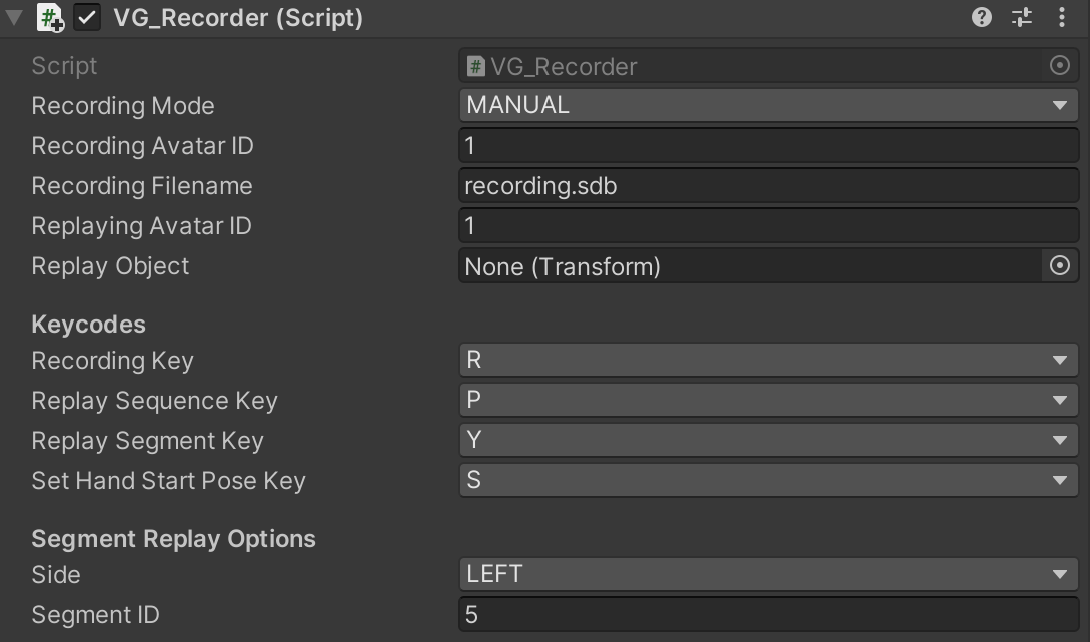 VG_Recorder (Script)
Script VG_Recorder
Recording Mode MANUAL
Recording Avatar ID 1
Recording Filename recording.sdb
Replaying Avatar ID 1
Replay Object None (Transform)
Keycodes
Recording Key R
Replay Sequence Key P
Replay Segment Key Y
Set Hand Start Pose Key S
Segment Replay Options
Side LEFT
Segment ID 5